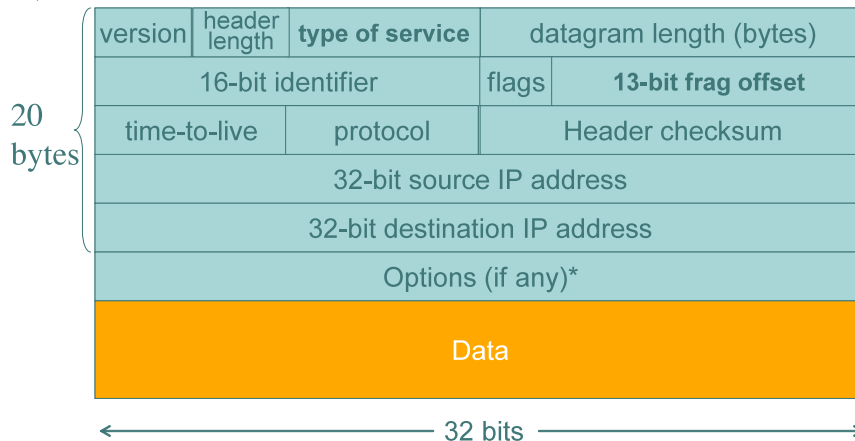 version header length type of service datagram length (bytes)
16-bit identifier flags 13-bit frag offset
20 bytes
time-to-live protocol Header checksum
32-bit source IP address
32-bit destination IP address
Options (if any)*
Data
32 bits